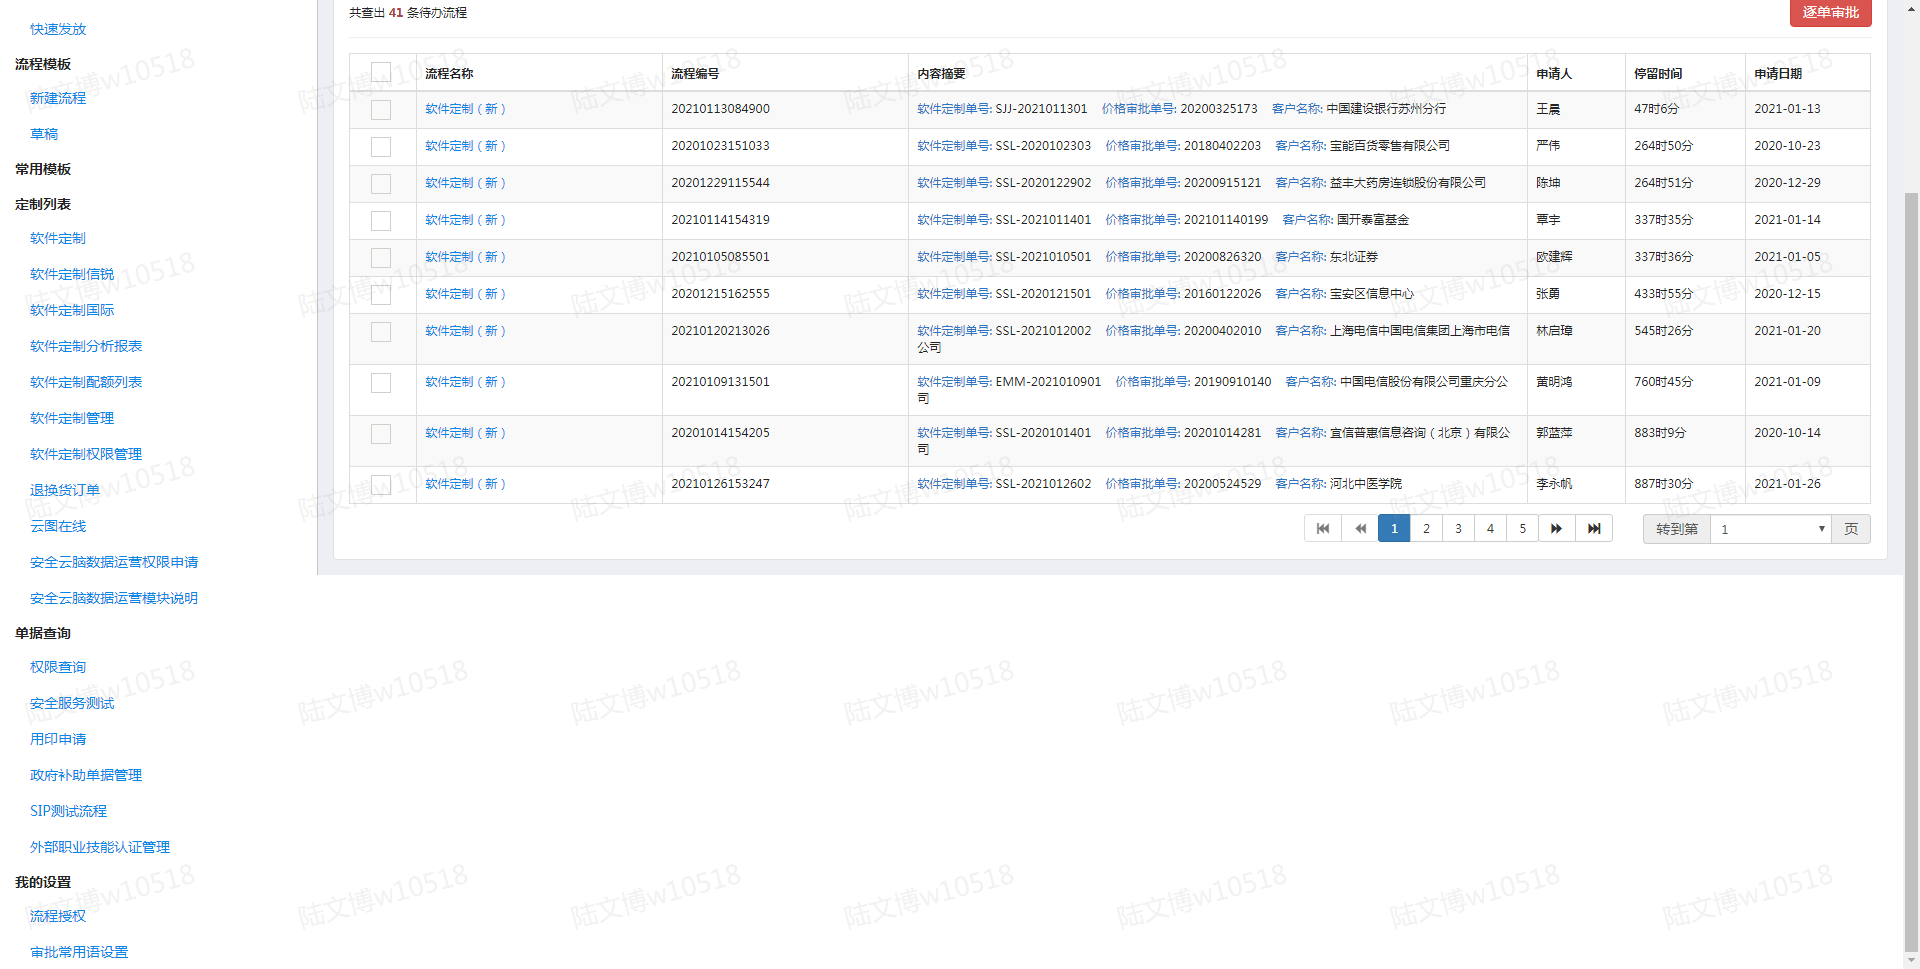 快速发放
流程模板
新建流程
草稿
常用模板
定制列表
软件定制
软件定制信锐
软件定制国际
软件定制分析报表
软件定制配额列表
软件定制管理
软件定制权限管理
退换货订单
云图在线
安全云脑数据运营权限申请
安全云脑数据运营模块说明
单据查询
权限查询
安全服务测试
用印申请
政府补助单据管理
SIP测试流程
外部职业技能认证管理
我的设置
流程授权
审批常用语设置
共查出 41 条待办流程
逐单审批
流程名称 流程编号 内容摘要 申请人 停留时间 申请日期
软件定制（新） 20210113084900 软件定制单号: SJJ-2021011301 价格审批单号: 20200325173 客户名称: 中国建设银行苏州分行 王晨 47时6分 2021-01-13
软件定制（新） 20201023151033 软件定制单号: SSL-2020102303 价格审批单号: 20180402203 客户名称: 宝能百货零售有限公司 严伟 264时50分 2020-10-23
软件定制（新） 20201229115544 软件定制单号: SSL-2020122902 价格审批单号: 20200915121 客户名称: 益丰大药房连锁股份有限公司 陈坤 264时51分 2020-12-29
软件定制（新） 20210114154319 软件定制单号: SSL-2021011401 价格审批单号: 202101140199 客户名称: 国开泰富基金 覃宇 337时35分 2021-01-14
软件定制（新） 20210105085501 软件定制单号: SSL-2021010501 价格审批单号: 20200826320 客户名称: 东北证券 欧建辉 337时36分 2021-01-05
软件定制（新） 20201215162555 软件定制单号: SSL-2020121501 价格审批单号: 20160122026 客户名称: 宝安区信息中心 张勇 433时55分 2020-12-15
软件定制（新） 20210120213026 软件定制单号: SSL-2021012002 价格审批单号: 20200402010 客户名称: 上海电信中国电信集团上海市电信 林启璋 545时26分 2021-01-20
公司
软件定制（新） 20210109131501 软件定制单号: EMM-2021010901 价格审批单号: 20190910140 客户名称: 中国电信股份有限公司重庆分公 黄明鸿 760时45分 2021-01-09
司
软件定制（新） 20201014154205 软件定制单号: SSL-2020101401 价格审批单号: 20201014281 客户名称: 宜信普惠信息咨询（北京）有限公 郭蓝萍 883时9分 2020-10-14
司
软件定制（新） 20210126153247 软件定制单号: SSL-2021012602 价格审批单号: 20200524529 客户名称: 河北中医学院 李永帆 887时30分 2021-01-26
1 2 3 4 5 转到第 1 页
陆文博w10518